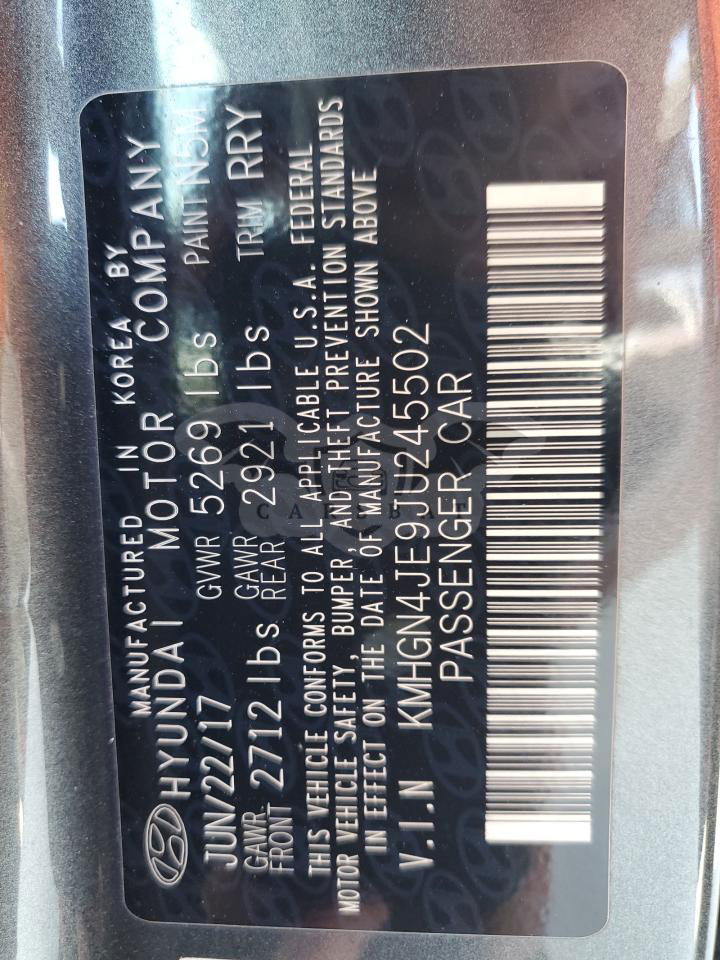 MANUFACTURED IN KOREA BY
HYUNDAI MOTOR COMPANY
JUN/22/17 GVWR 5269 lbs PAINT N5M
GAWR FRONT 2712 lbs GAWR REAR 2921 lbs TRIM RRY
THIS VEHICLE CONFORMS TO ALL APPLICABLE U.S.A. FEDERAL
MOTOR VEHICLE SAFETY, BUMPER, AND THEFT PREVENTION STANDARDS
IN EFFECT ON THE DATE OF MANUFACTURE SHOWN ABOVE
V.I.N KMHGN4JE9JU245502
PASSENGER CAR